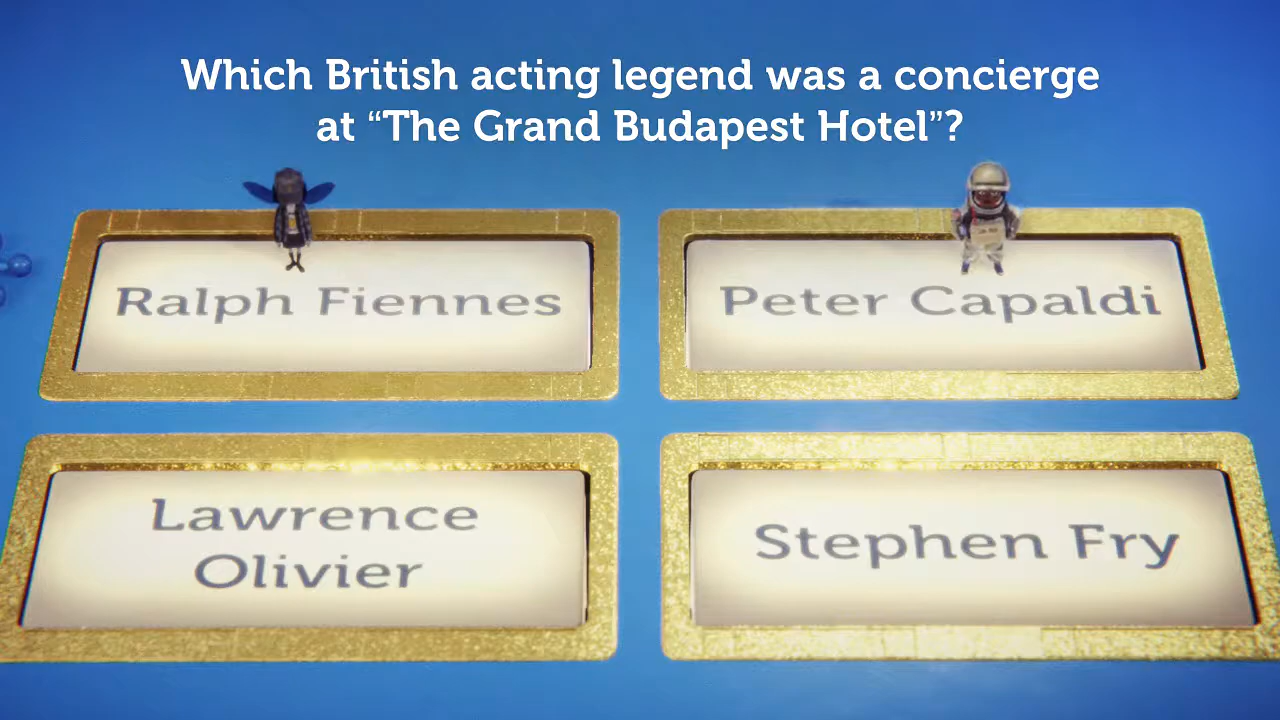 Which British acting legend was a concierge
at “The Grand Budapest Hotel”?
Ralph Fiennes
Peter Capaldi
Lawrence
Olivier
Stephen Fry